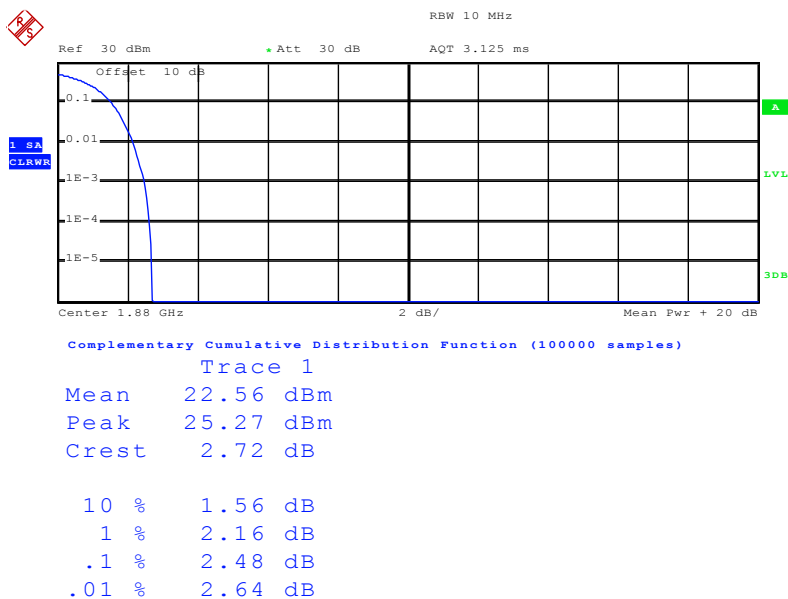 R S
RBW 10 MHz
Ref 30 dBm * Att 30 dB AQT 3.125 ms
Offset 10 dB
0.1
A
0.01
1 SA
CLRWR
1E-3
LVL
1E-4
1E-5
3DB
Center 1.88 GHz 2 dB/ Mean Pwr + 20 dB
Complementary Cumulative Distribution Function (100000 samples)
Trace 1
Mean 22.56 dBm
Peak 25.27 dBm
Crest 2.72 dB
10 % 1.56 dB
1 % 2.16 dB
.1 % 2.48 dB
.01 % 2.64 dB